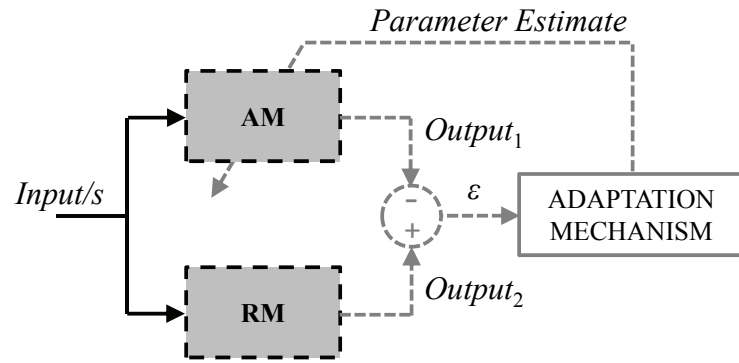 Parameter Estimate
AM
Output₁
Input/s
-
ε
+
ADAPTATION
MECHANISM
Output₂
RM